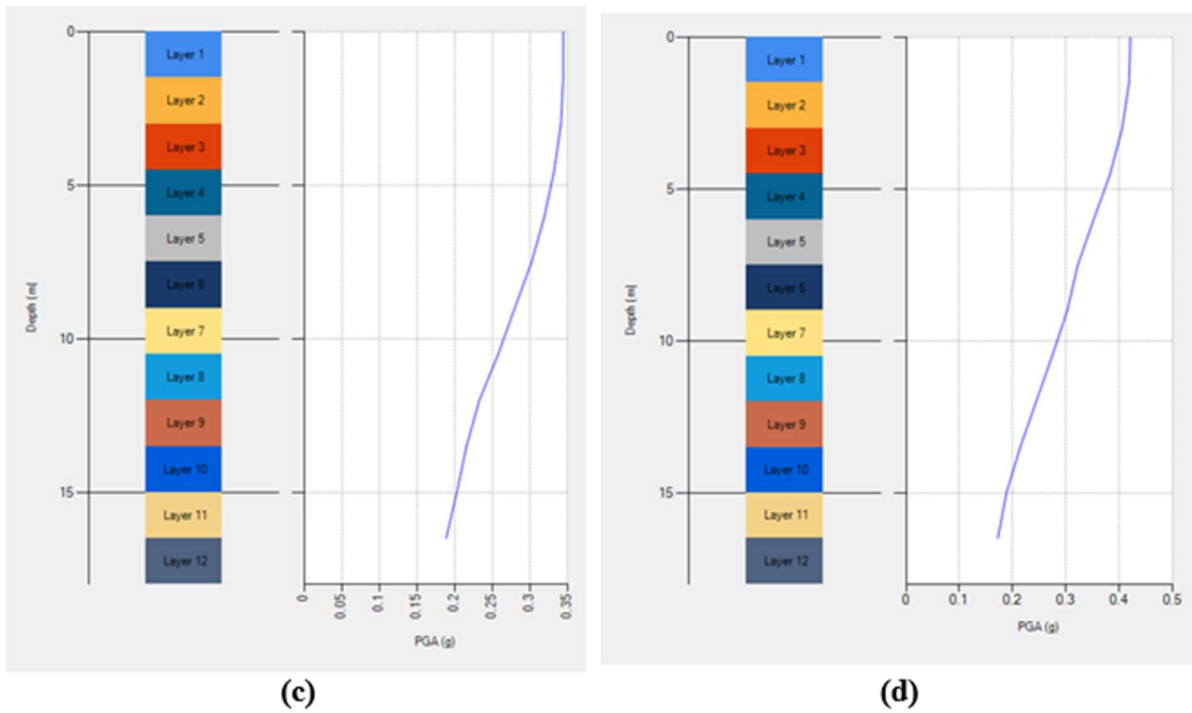 0
5
10
15
Depth [m]
Layer 1
Layer 2
Layer 3
Layer 4
Layer 5
Layer 6
Layer 7
Layer 8
Layer 9
Layer 10
Layer 11
Layer 12
0 0.05 0.1 0.15 0.2 0.25 0.3 0.35
PGA (g)
(c)
0
5
10
15
Depth [m]
Layer 1
Layer 2
Layer 3
Layer 4
Layer 5
Layer 6
Layer 7
Layer 8
Layer 9
Layer 10
Layer 11
Layer 12
0 0.1 0.2 0.3 0.4 0.5
PGA (g)
(d)